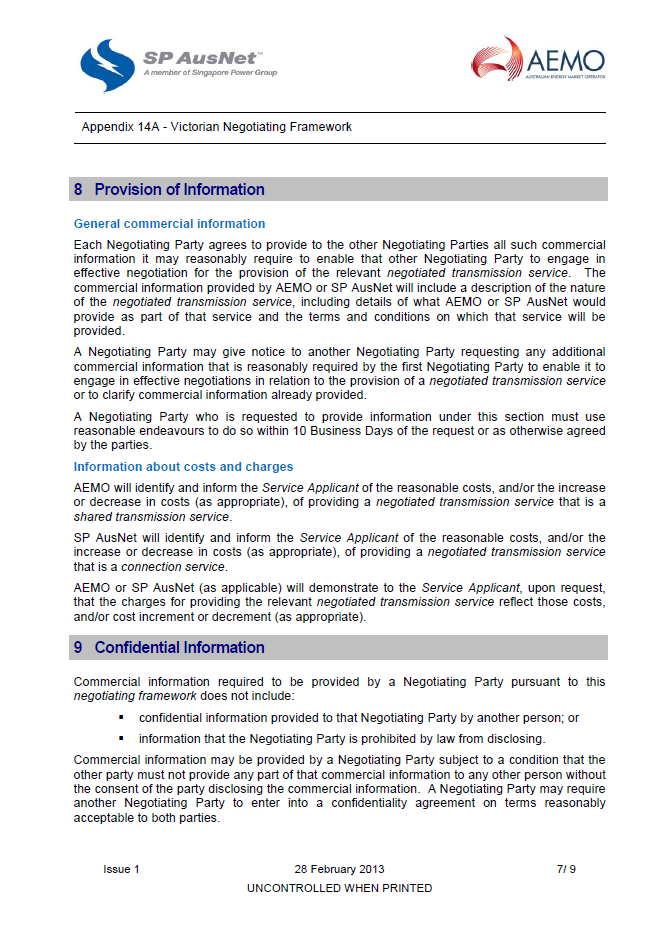 SP AusNet™
A member of Singapore Power Group
AEMO
AUSTRALIAN ENERGY MARKET OPERATOR
Appendix 14A - Victorian Negotiating Framework
8 Provision of Information
General commercial information
Each Negotiating Party agrees to provide to the other Negotiating Parties all such commercial
information it may reasonably require to enable that other Negotiating Party to engage in
effective negotiation for the provision of the relevant negotiated transmission service. The
commercial information provided by AEMO or SP AusNet will include a description of the nature
of the negotiated transmission service, including details of what AEMO or SP AusNet would
provide as part of that service and the terms and conditions on which that service will be
provided.
A Negotiating Party may give notice to another Negotiating Party requesting any additional
commercial information that is reasonably required by the first Negotiating Party to enable it to
engage in effective negotiations in relation to the provision of a negotiated transmission service
or to clarify commercial information already provided.
A Negotiating Party who is requested to provide information under this section must use
reasonable endeavours to do so within 10 Business Days of the request or as otherwise agreed
by the parties.
Information about costs and charges
AEMO will identify and inform the Service Applicant of the reasonable costs, and/or the increase
or decrease in costs (as appropriate), of providing a negotiated transmission service that is a
shared transmission service.
SP AusNet will identify and inform the Service Applicant of the reasonable costs, and/or the
increase or decrease in costs (as appropriate), of providing a negotiated transmission service
that is a connection service.
AEMO or SP AusNet (as applicable) will demonstrate to the Service Applicant, upon request,
that the charges for providing the relevant negotiated transmission service reflect those costs,
and/or cost increment or decrement (as appropriate).
9 Confidential Information
Commercial information required to be provided by a Negotiating Party pursuant to this
negotiating framework does not include:
▪ confidential information provided to that Negotiating Party by another person; or
▪ information that the Negotiating Party is prohibited by law from disclosing.
Commercial information may be provided by a Negotiating Party subject to a condition that the
other party must not provide any part of that commercial information to any other person without
the consent of the party disclosing the commercial information. A Negotiating Party may require
another Negotiating Party to enter into a confidentiality agreement on terms reasonably
acceptable to both parties.
Issue 1 28 February 2013 7/ 9
UNCONTROLLED WHEN PRINTED